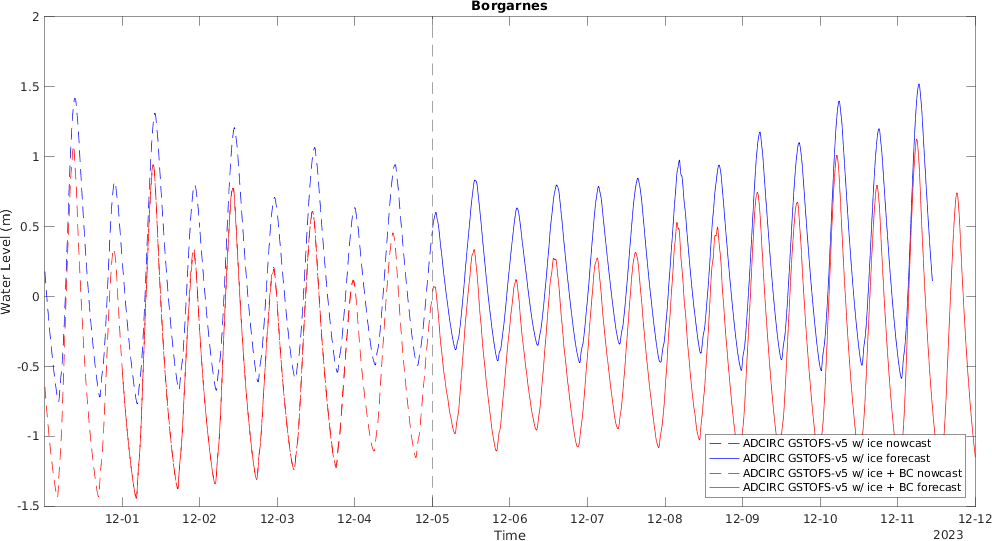 Borgarnes
2
1.5
1
0.5
0
-0.5
-1
-1.5
Water Level (m)
ADCIRC GSTOFS-v5 w/ ice nowcast
ADCIRC GSTOFS-v5 w/ ice forecast
ADCIRC GSTOFS-v5 w/ ice + BC nowcast
ADCIRC GSTOFS-v5 w/ ice + BC forecast
12-01 12-02 12-03 12-04 12-05 12-06 12-07 12-08 12-09 12-10 12-11 12-12
Time
2023